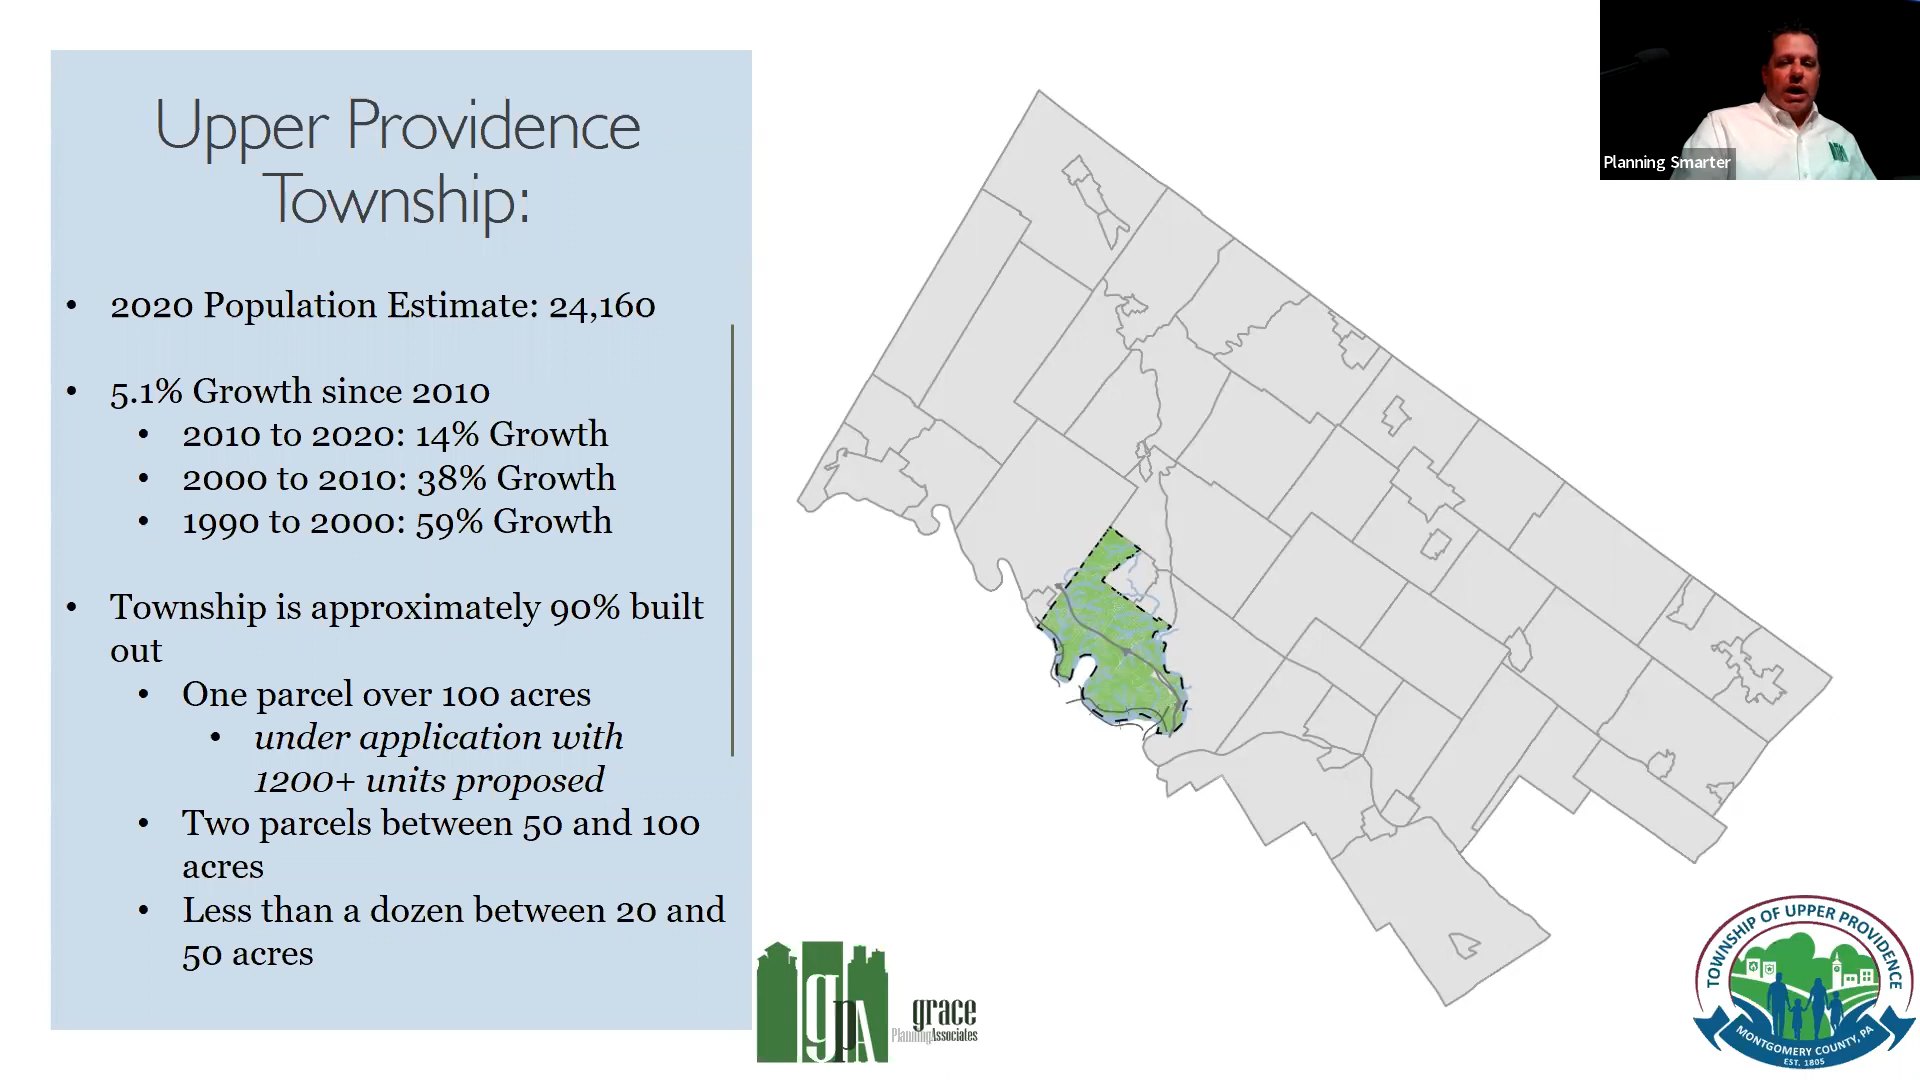 Upper Providence
Township:
• 2020 Population Estimate: 24,160
• 5.1% Growth since 2010
• 2010 to 2020: 14% Growth
• 2000 to 2010: 38% Growth
• 1990 to 2000: 59% Growth
• Township is approximately 90% built
out
• One parcel over 100 acres
• under application with
1200+ units proposed
• Two parcels between 50 and 100
acres
• Less than a dozen between 20 and
50 acres
Planning Smarter
gpA
grace
PlanningAssociates
TOWNSHIP OF UPPER PROVIDENCE
MONTGOMERY COUNTY, PA
EST. 1805